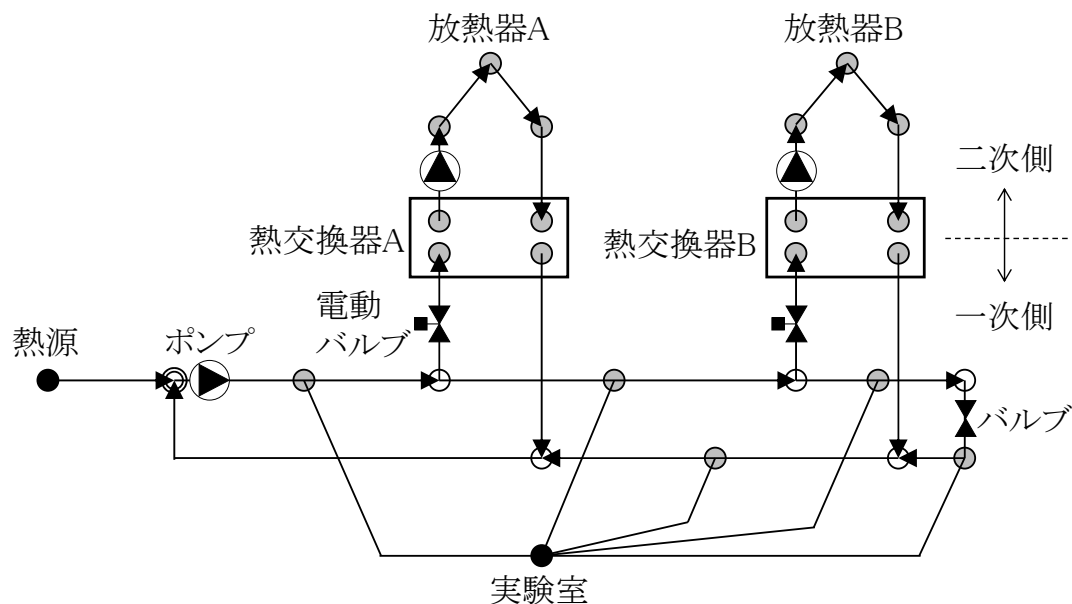 放熱器A
放熱器B
二次側
熱交換器A
熱交換器B
電動
バルブ
一次側
熱源
ポンプ
バルブ
実験室